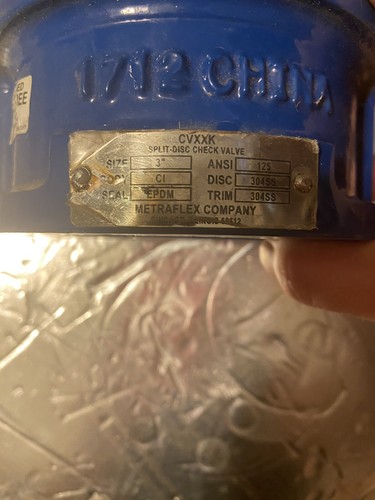 1712 CHINA
CVXXK
SPLIT-DISC CHECK VALVE
SIZE 3" ANSI 125
BODY CI DISC 304SS
SEAL EPDM TRIM 304SS
METRAFLEX COMPANY